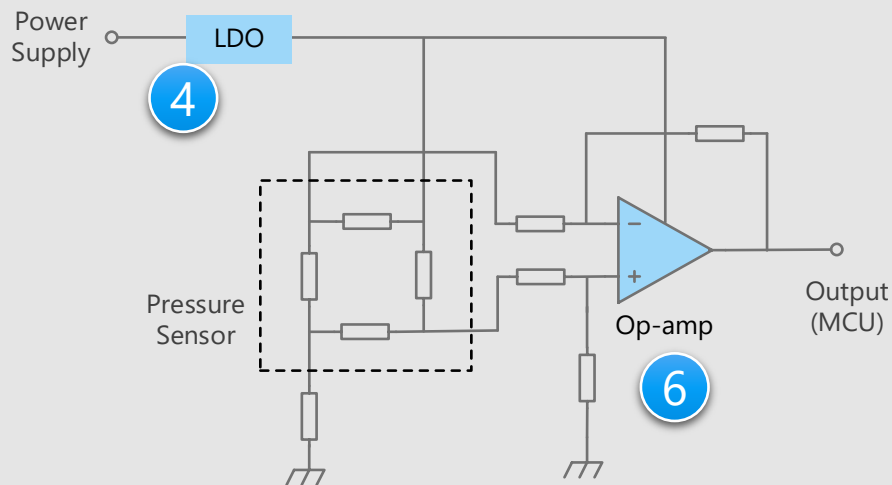 Power
Supply
LDO
4
Pressure
Sensor
−
+
Op-amp
6
Output
(MCU)